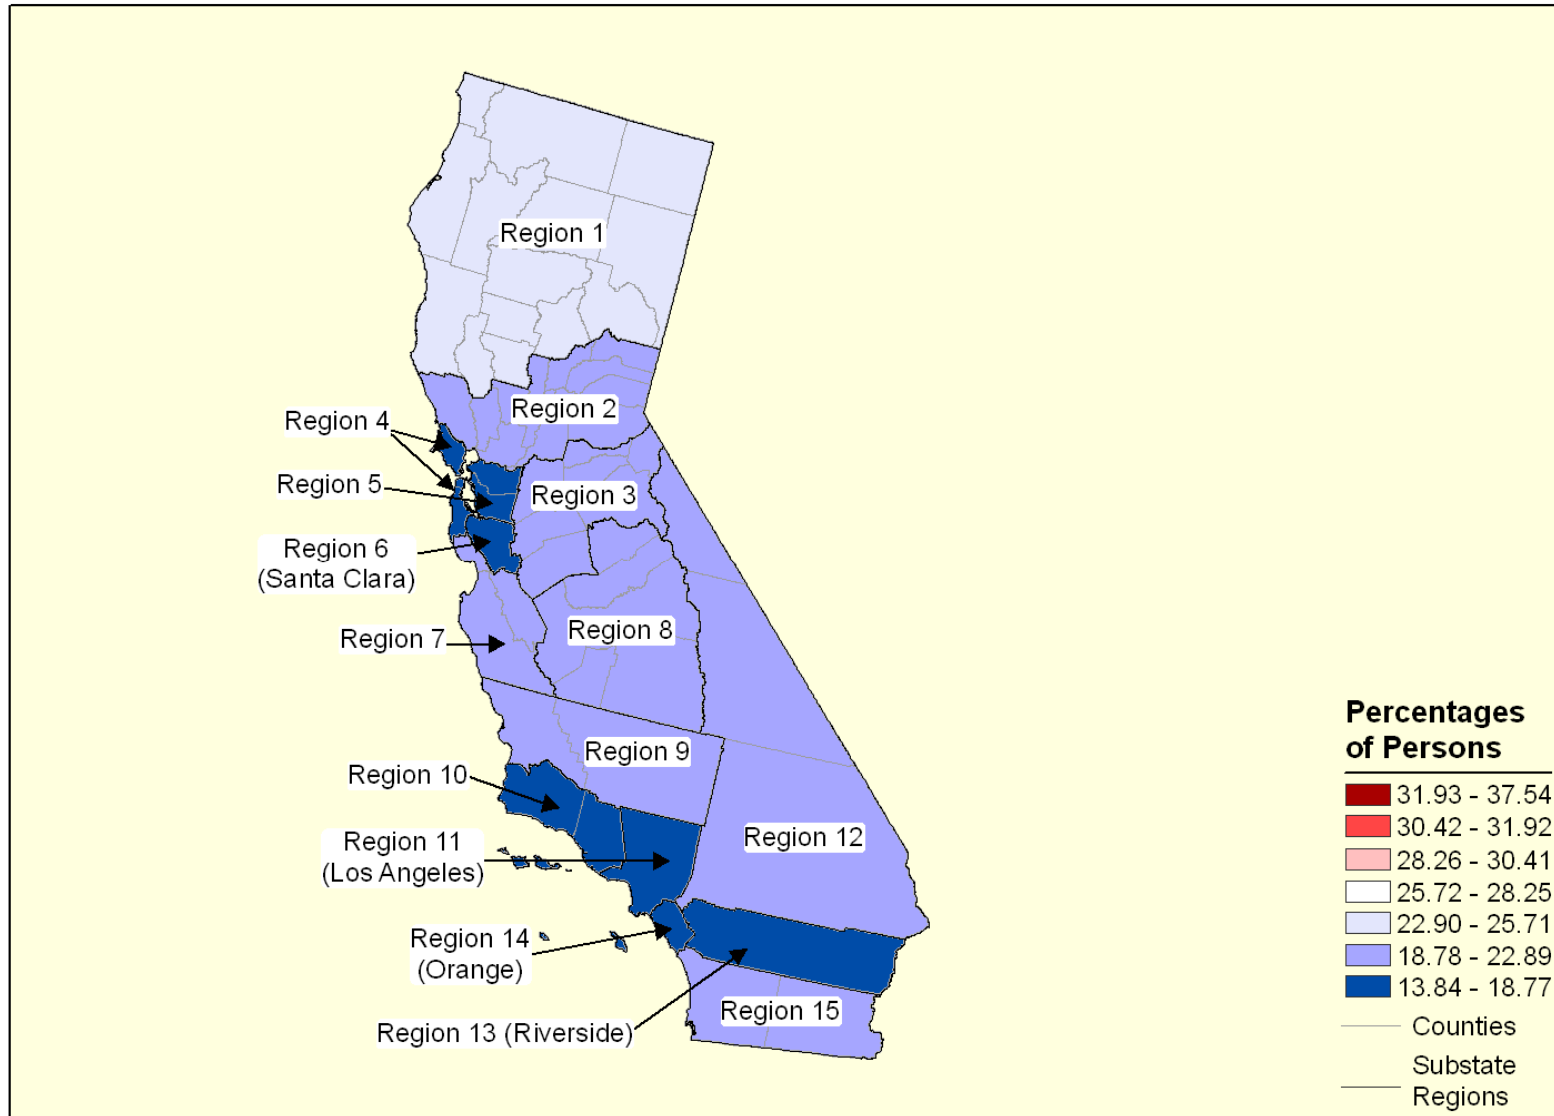 Region 1
Region 2
Region 4
Region 5
Region 3
Region 6
(Santa Clara)
Region 7
Region 8
Region 9
Region 10
Region 11
(Los Angeles)
Region 12
Region 14
(Orange)
Region 15
Region 13 (Riverside)
Percentages
of Persons
31.93 - 37.54
30.42 - 31.92
28.26 - 30.41
25.72 - 28.25
22.90 - 25.71
18.78 - 22.89
13.84 - 18.77
Counties
Substate
Regions